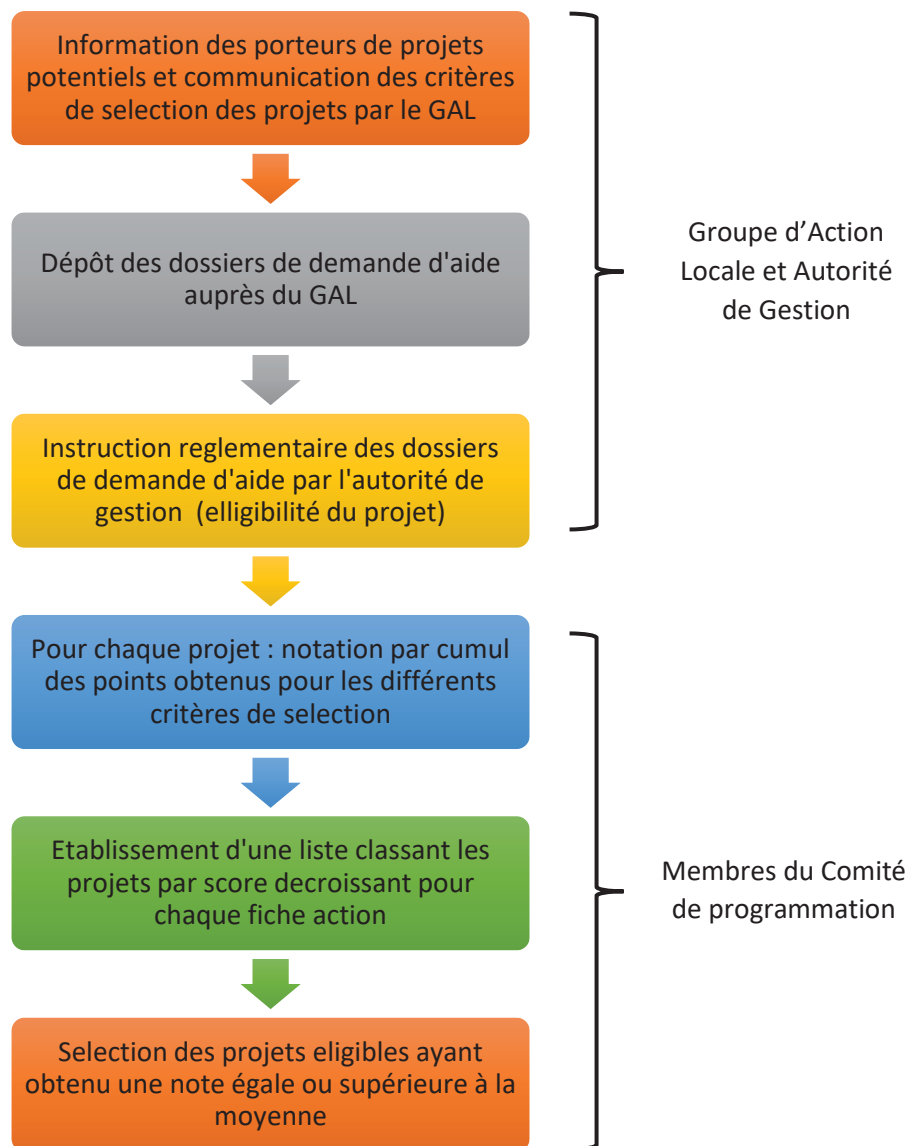 Information des porteurs de projets
potentiels et communication des critères
de selection des projets par le GAL
Dépôt des dossiers de demande d'aide
auprès du GAL
Instruction reglementaire des dossiers
de demande d'aide par l'autorité de
gestion (elligibilité du projet)
Groupe d’Action
Locale et Autorité
de Gestion
Pour chaque projet : notation par cumul
des points obtenus pour les différents
critères de selection
Etablissement d'une liste classant les
projets par score decroissant pour
chaque fiche action
Selection des projets eligibles ayant
obtenu une note égale ou supérieure à la
moyenne
Membres du Comité
de programmation